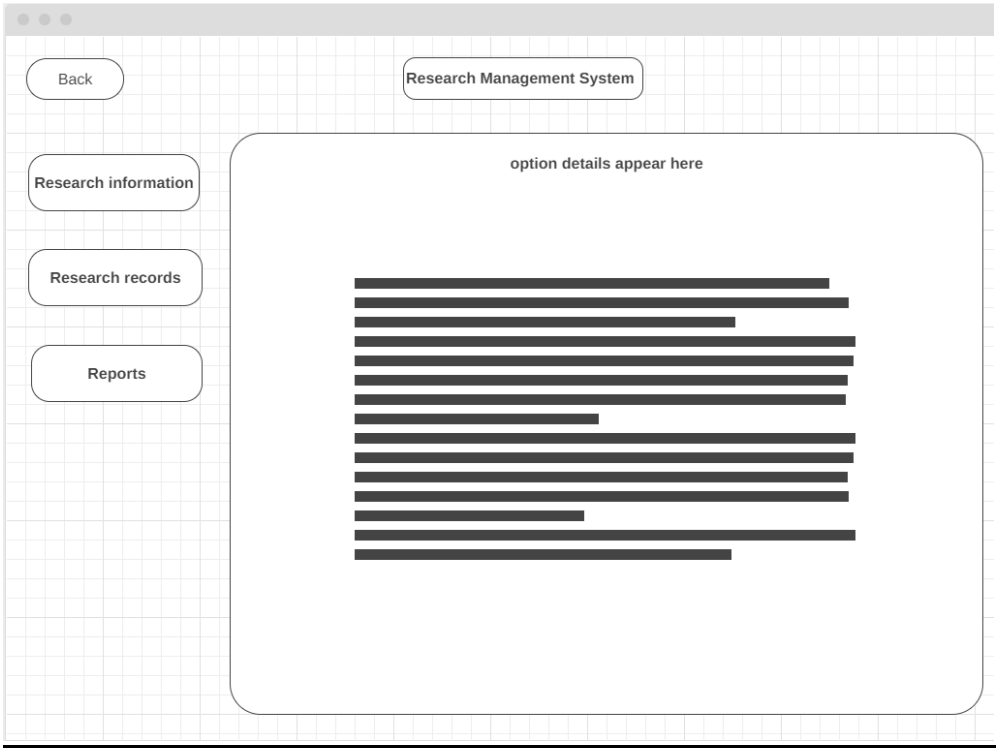 Back
Research Management System
option details appear here
Research information
Research records
Reports